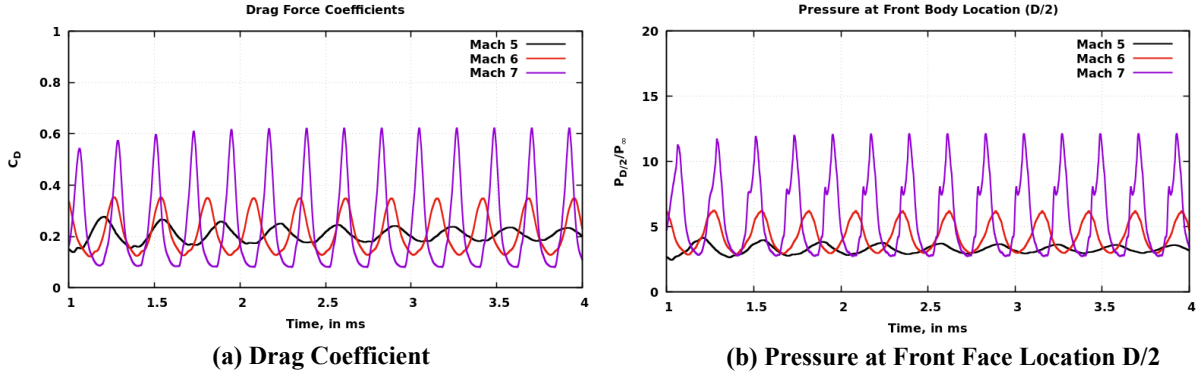 Drag Force Coefficients
1
0.8
0.6
0.4
0.2
0
C_D
Mach 5
Mach 6
Mach 7
1
1.5
2
2.5
3
3.5
4
Time, in ms
(a) Drag Coefficient
Pressure at Front Body Location (D/2)
20
15
10
5
0
P_{D/2}/P_∞
Mach 5
Mach 6
Mach 7
1
1.5
2
2.5
3
3.5
4
Time, in ms
(b) Pressure at Front Face Location D/2